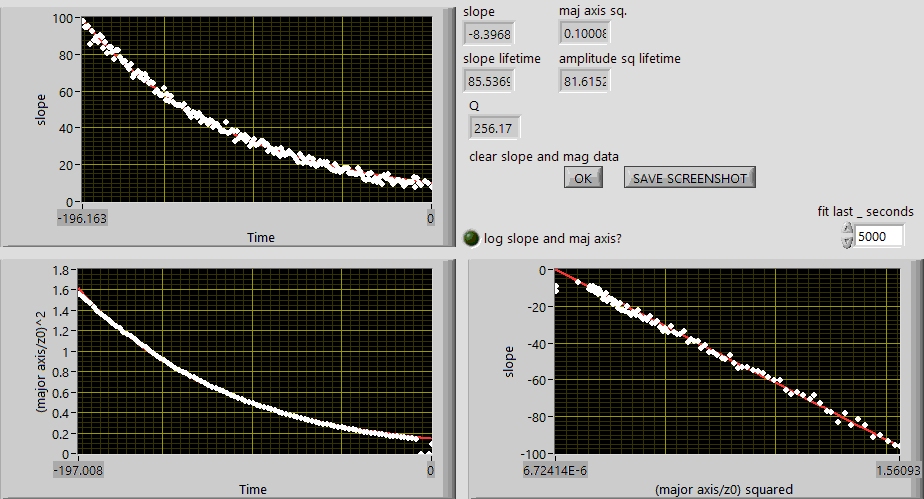 slope
maj axis sq.
-8.3968
0.10008
slope lifetime
amplitude sq lifetime
85.5369
81.6152
Q
256.17
clear slope and mag data
OK
SAVE SCREENSHOT
fit last _ seconds
log slope and maj axis?
5000
100
80
60
40
20
0
slope
-196.163
0
Time
1.8
1.6
1.4
1.2
1
0.8
0.6
0.4
0.2
0
(major axis/z0)^2
-197.008
0
Time
0
-20
-40
-60
-80
-100
slope
6.72414E-6
1.56093
(major axis/z0) squared